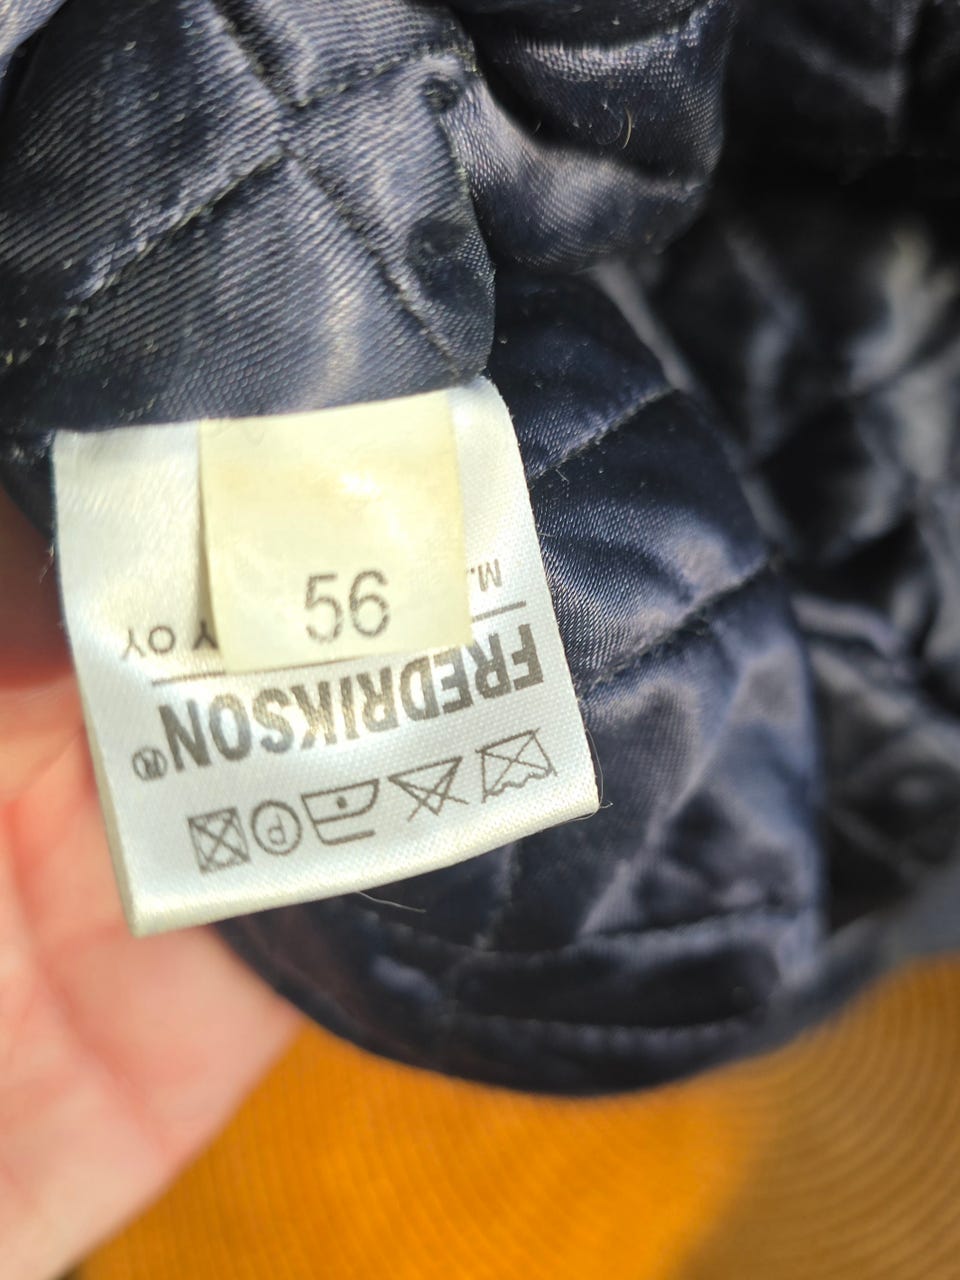 56
M. Y OY
FREDRIKSON®
P